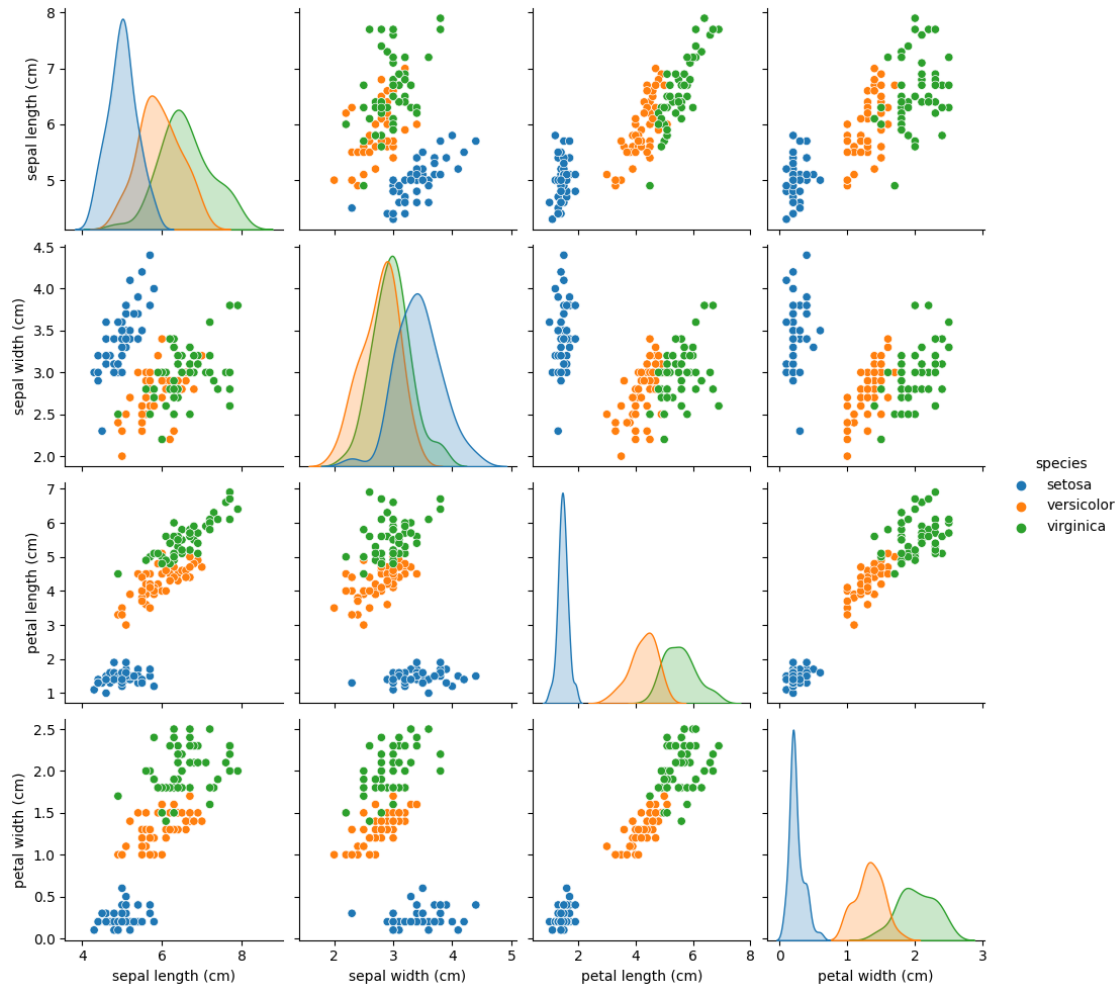 8
7
6
5
sepal length (cm)
4.5
4.0
3.5
3.0
2.5
2.0
sepal width (cm)
7
6
5
4
3
2
1
petal length (cm)
2.5
2.0
1.5
1.0
0.5
0.0
petal width (cm)
4 6 8
sepal length (cm)
2 3 4 5
sepal width (cm)
0 2 4 6 8
petal length (cm)
0 1 2 3
petal width (cm)
species
setosa
versicolor
virginica